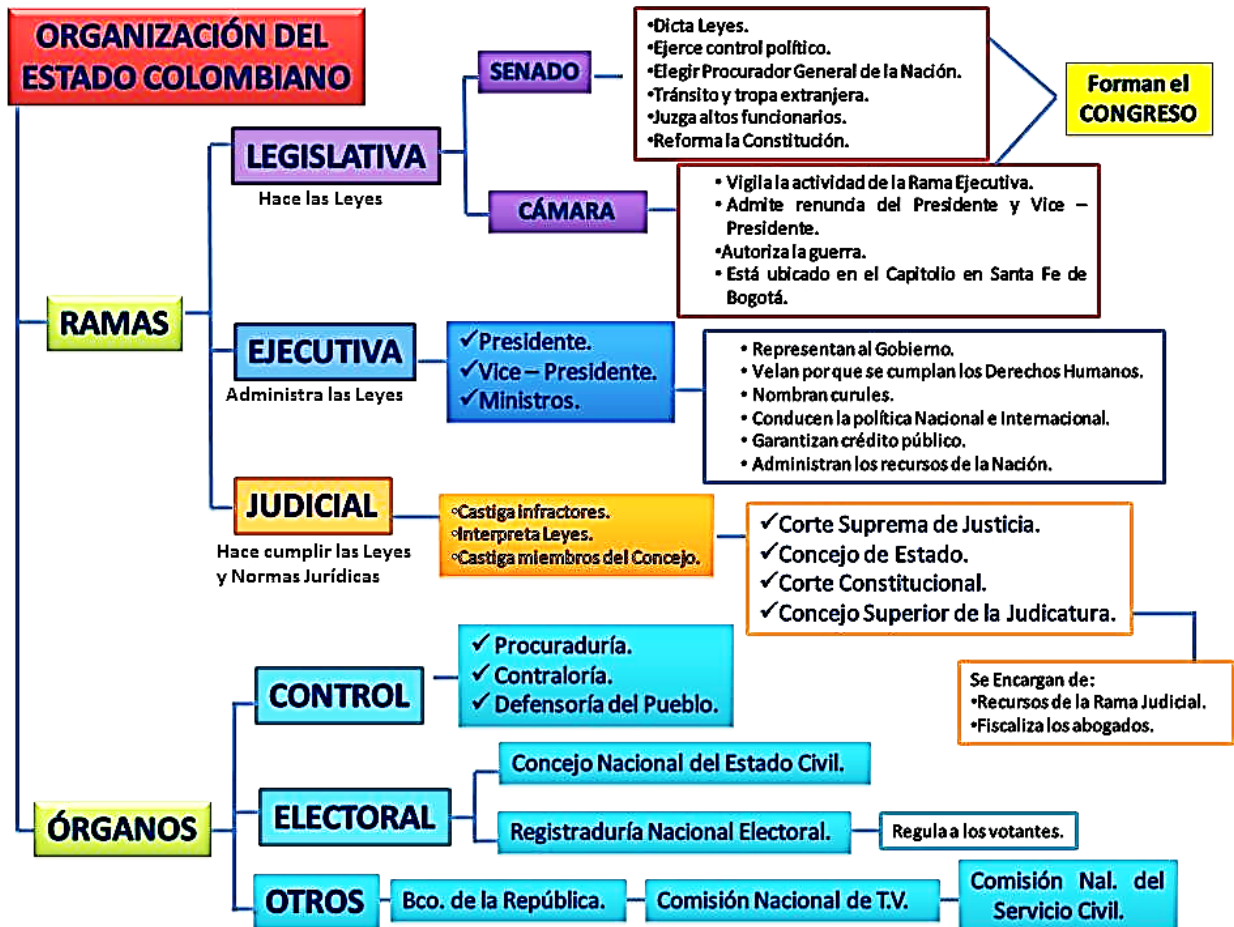 ORGANIZACIÓN DEL
ESTADO COLOMBIANO
RAMAS
LEGISLATIVA
Hace las Leyes
SENADO
•Dicta Leyes.
•Ejerce control político.
•Elegir Procurador General de la Nación.
•Tránsito y tropa extranjera.
•Juzga altos funcionarios.
•Reforma la Constitución.
Forman el
CONGRESO
CÁMARA
• Vigila la actividad de la Rama Ejecutiva.
• Admite renuncia del Presidente y Vice –
Presidente.
•Autoriza la guerra.
• Está ubicado en el Capitolio en Santa Fe de
Bogotá.
EJECUTIVA
Administra las Leyes
✓Presidente.
✓Vice – Presidente.
✓Ministros.
• Representan al Gobierno.
• Velan por que se cumplan los Derechos Humanos.
• Nombran curules.
• Conducen la política Nacional e Internacional.
• Garantizan crédito público.
• Administran los recursos de la Nación.
JUDICIAL
Hace cumplir las Leyes
y Normas Jurídicas
◦Castiga infractores.
◦Interpreta Leyes.
◦Castiga miembros del Concejo.
✓Corte Suprema de Justicia.
✓Concejo de Estado.
✓Corte Constitucional.
✓Concejo Superior de la Judicatura.
Se Encargan de:
•Recursos de la Rama Judicial.
•Fiscaliza los abogados.
ÓRGANOS
CONTROL
✓ Procuraduría.
✓ Contraloría.
✓ Defensoría del Pueblo.
ELECTORAL
Concejo Nacional del Estado Civil.
Registraduría Nacional Electoral.
Regula a los votantes.
OTROS
Bco. de la República.
Comisión Nacional de T.V.
Comisión Nal. del
Servicio Civil.